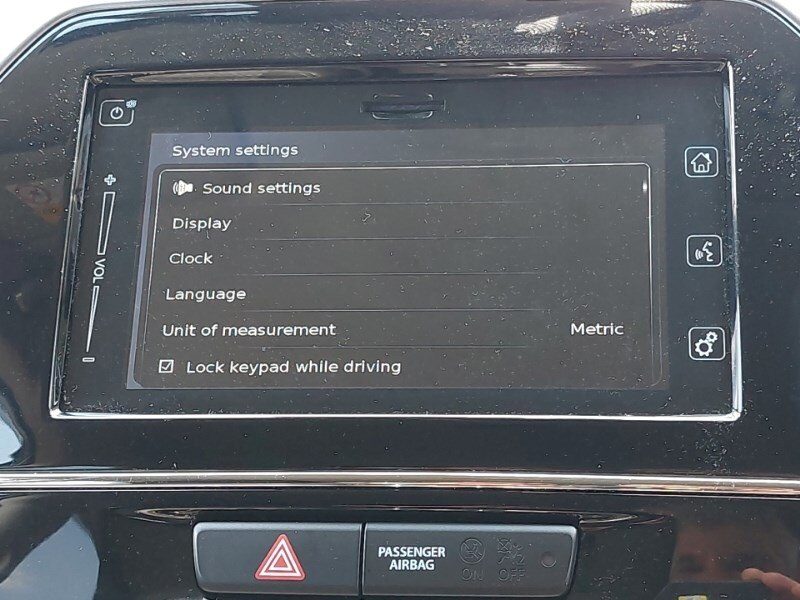 System settings
Sound settings
Display
Clock
Language
Unit of measurement Metric
Lock keypad while driving
VOL
PASSENGER
AIRBAG
ON OFF